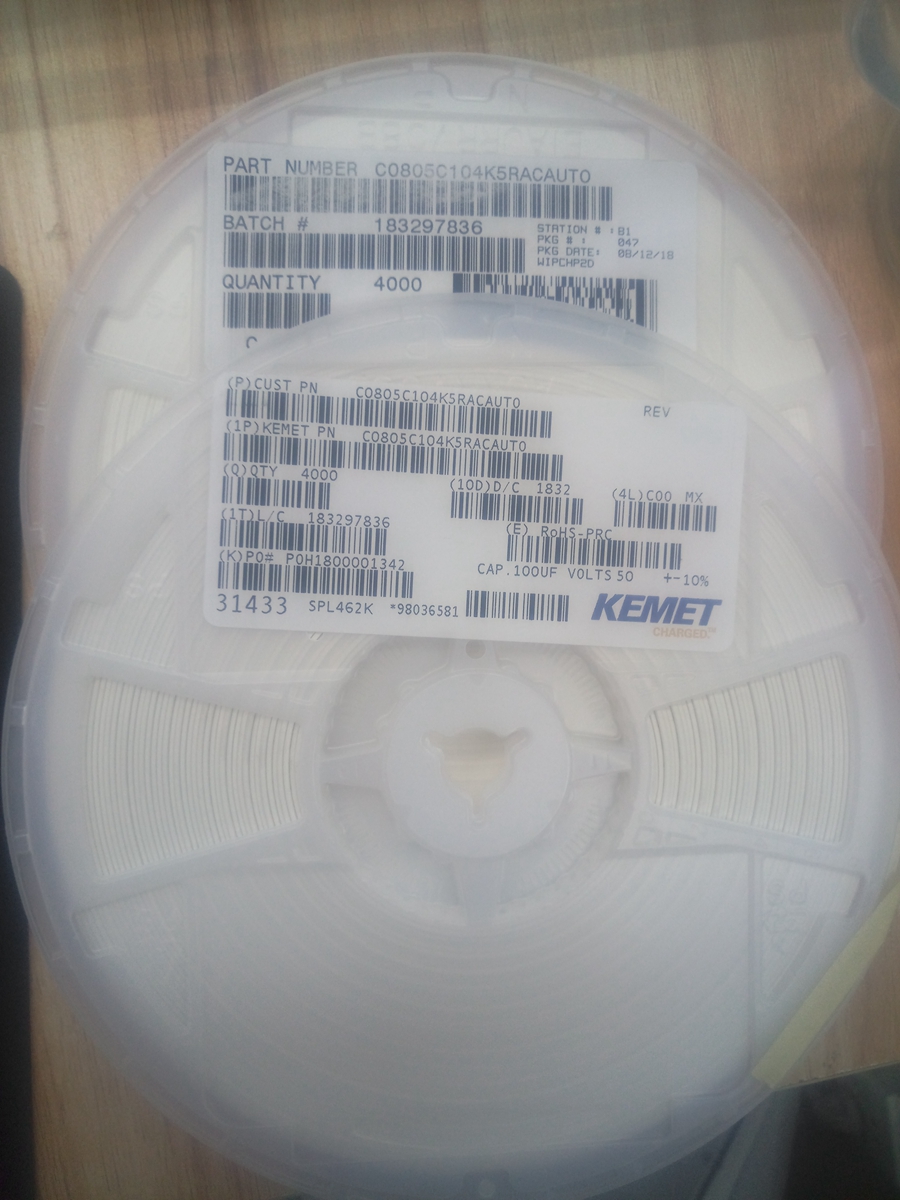 PART NUMBER C0805C104K5RACAUTO
BATCH # 183297836
STATION # : B1
PKG # : 047
PKG DATE: 08/12/18
WIPCHP2D
QUANTITY 4000
(P)CUST PN C0805C104K5RACAUTO
REV
(1P)KEMET PN C0805C104K5RACAUTO
(Q)QTY 4000
(10D)D/C 1832
(4L)COO MX
(1T)L/C 183297836
(E) RoHS-PRC
(K)PO# POH1800001342
CAP.100UF VOLTS 50 +-10%
31433 SPL462K *98036581
KEMET
CHARGED.